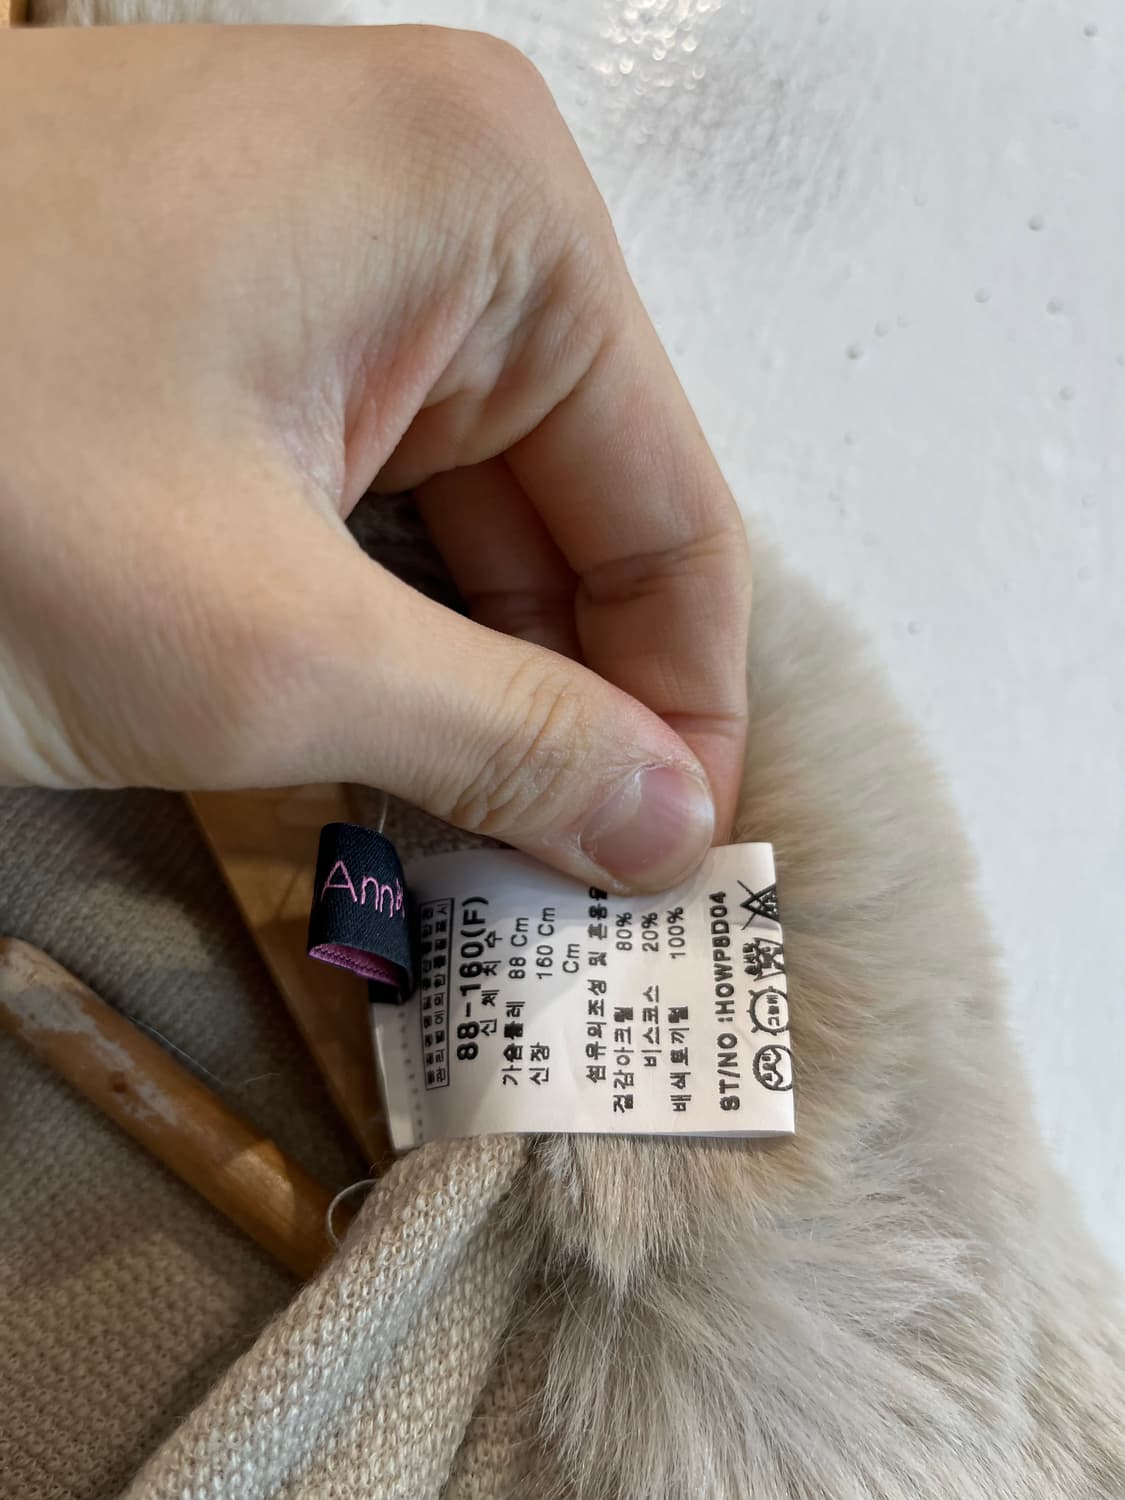 88-160(F)
신 체 치 수
가슴둘레 88 Cm
신장 160 Cm
Cm
섬유의조성 및 혼용율
겉감아크릴 80%
비스코스 20%
배색토끼털 100%
ST/NO :HOWP8D04